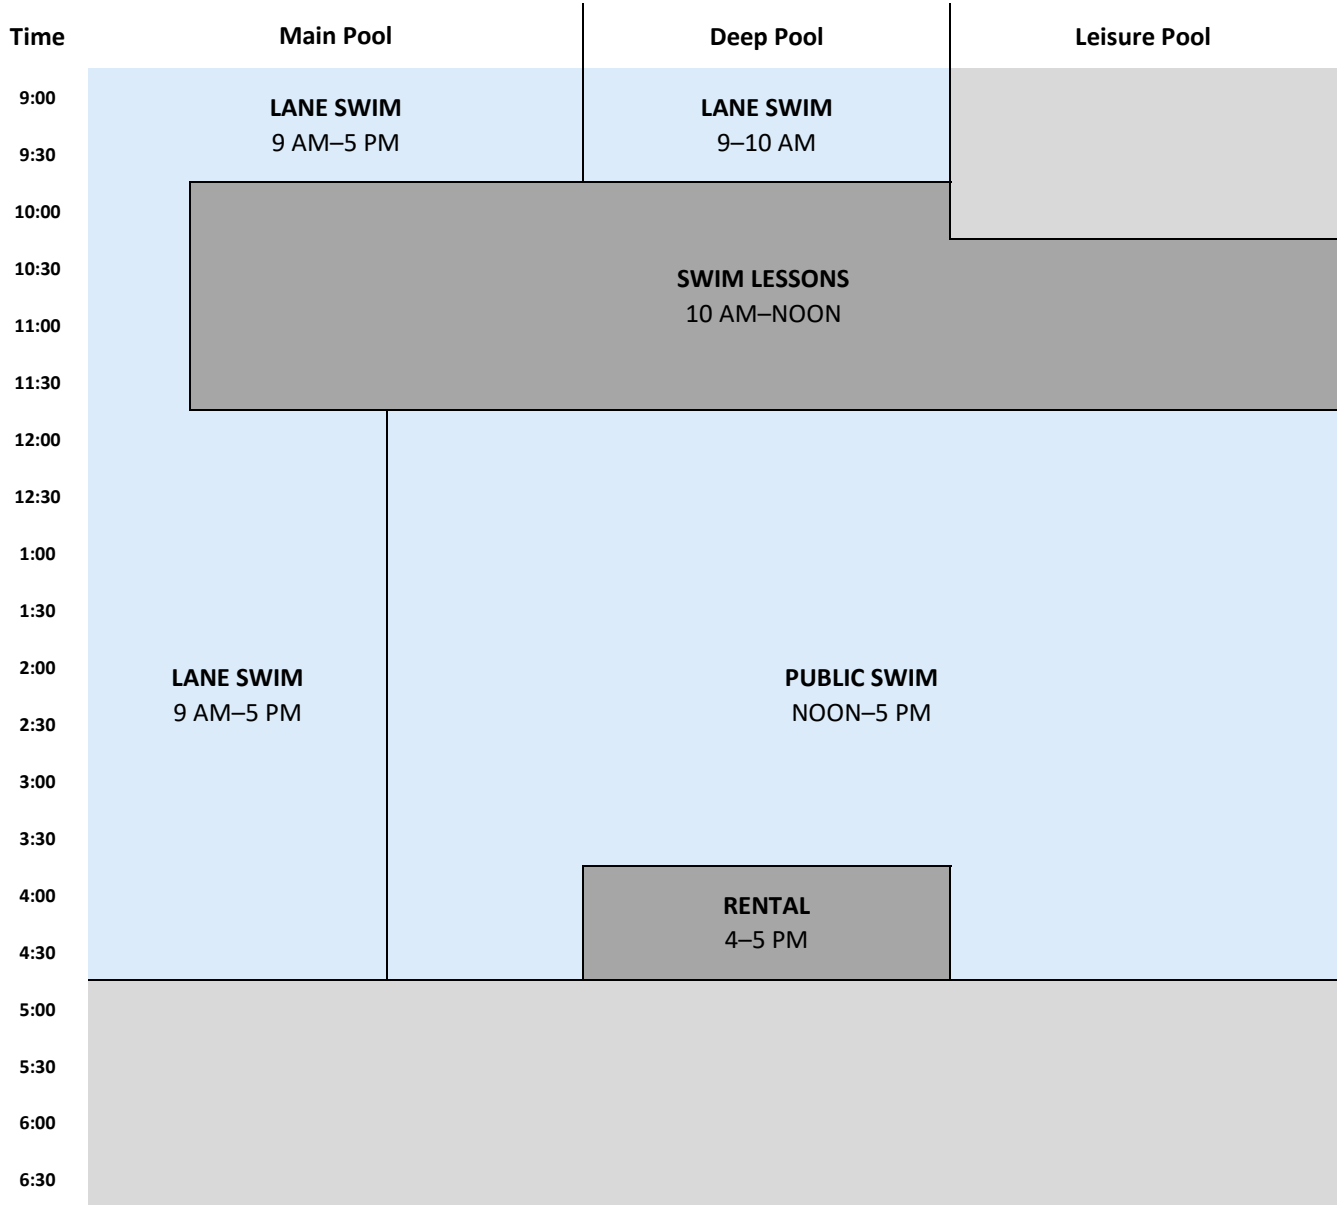 Time Main Pool Deep Pool Leisure Pool
9:00
LANE SWIM
9 AM–5 PM
LANE SWIM
9–10 AM
9:30
10:00
10:30
SWIM LESSONS
10 AM–NOON
11:00
11:30
12:00
12:30
1:00
1:30
2:00
LANE SWIM
9 AM–5 PM
PUBLIC SWIM
NOON–5 PM
2:30
3:00
3:30
4:00
RENTAL
4–5 PM
4:30
5:00
5:30
6:00
6:30